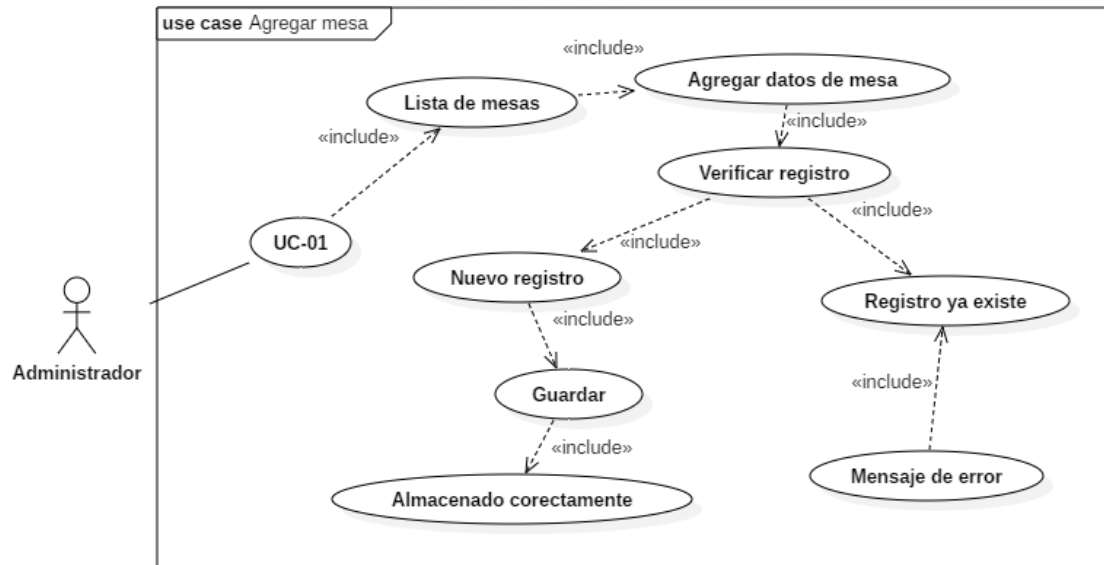 use case Agregar mesa
«include»
Agregar datos de mesa
Lista de mesas
«include»
«include»
Verificar registro
«include»
UC-01
«include»
Nuevo registro
Registro ya existe
«include»
Administrador
«include»
Guardar
«include»
Mensaje de error
Almacenado corectamente